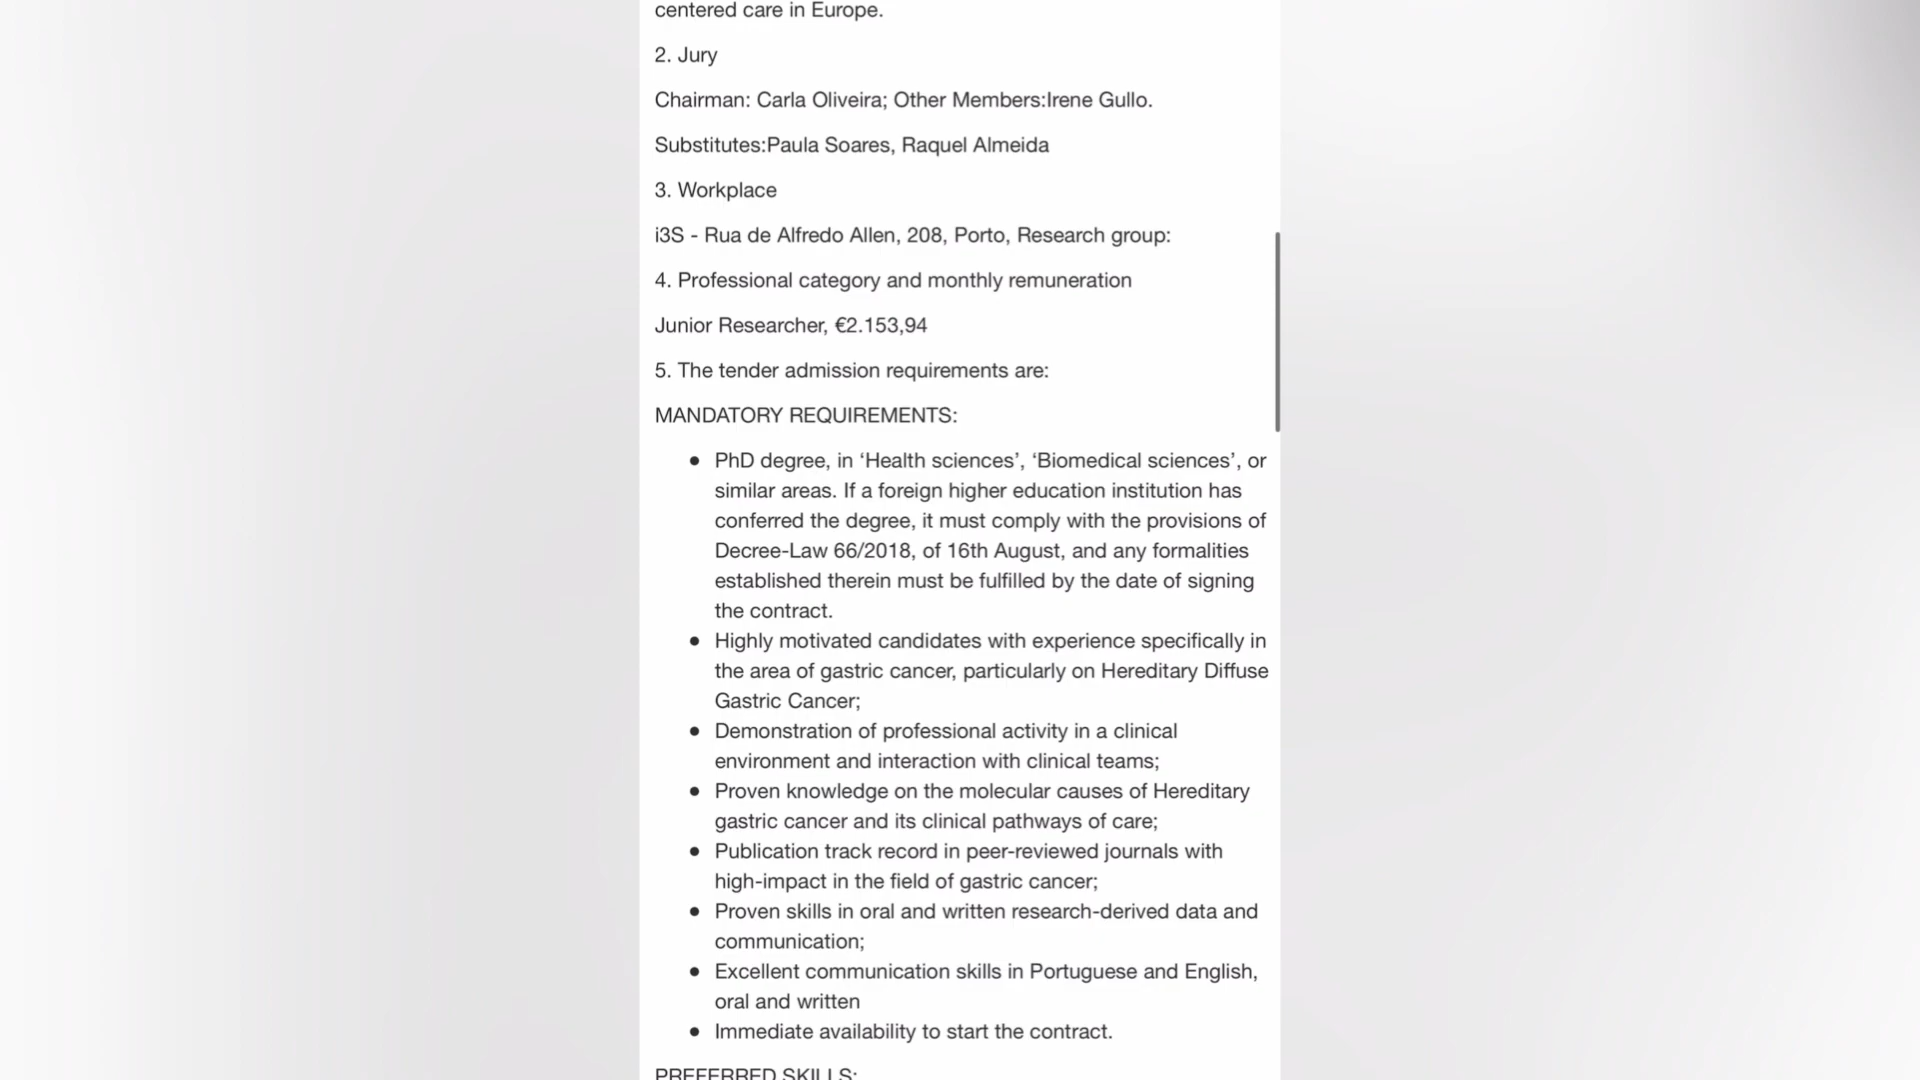 centered care in Europe.
2. Jury
Chairman: Carla Oliveira; Other Members:Irene Gullo.
Substitutes:Paula Soares, Raquel Almeida
3. Workplace
i3S - Rua de Alfredo Allen, 208, Porto, Research group:
4. Professional category and monthly remuneration
Junior Researcher, €2.153,94
5. The tender admission requirements are:
MANDATORY REQUIREMENTS:
● PhD degree, in ‘Health sciences’, ‘Biomedical sciences’, or
similar areas. If a foreign higher education institution has
conferred the degree, it must comply with the provisions of
Decree-Law 66/2018, of 16th August, and any formalities
established therein must be fulfilled by the date of signing
the contract.
● Highly motivated candidates with experience specifically in
the area of gastric cancer, particularly on Hereditary Diffuse
Gastric Cancer;
● Demonstration of professional activity in a clinical
environment and interaction with clinical teams;
● Proven knowledge on the molecular causes of Hereditary
gastric cancer and its clinical pathways of care;
● Publication track record in peer-reviewed journals with
high-impact in the field of gastric cancer;
● Proven skills in oral and written research-derived data and
communication;
● Excellent communication skills in Portuguese and English,
oral and written
● Immediate availability to start the contract.
PREFERRED SKILLS: